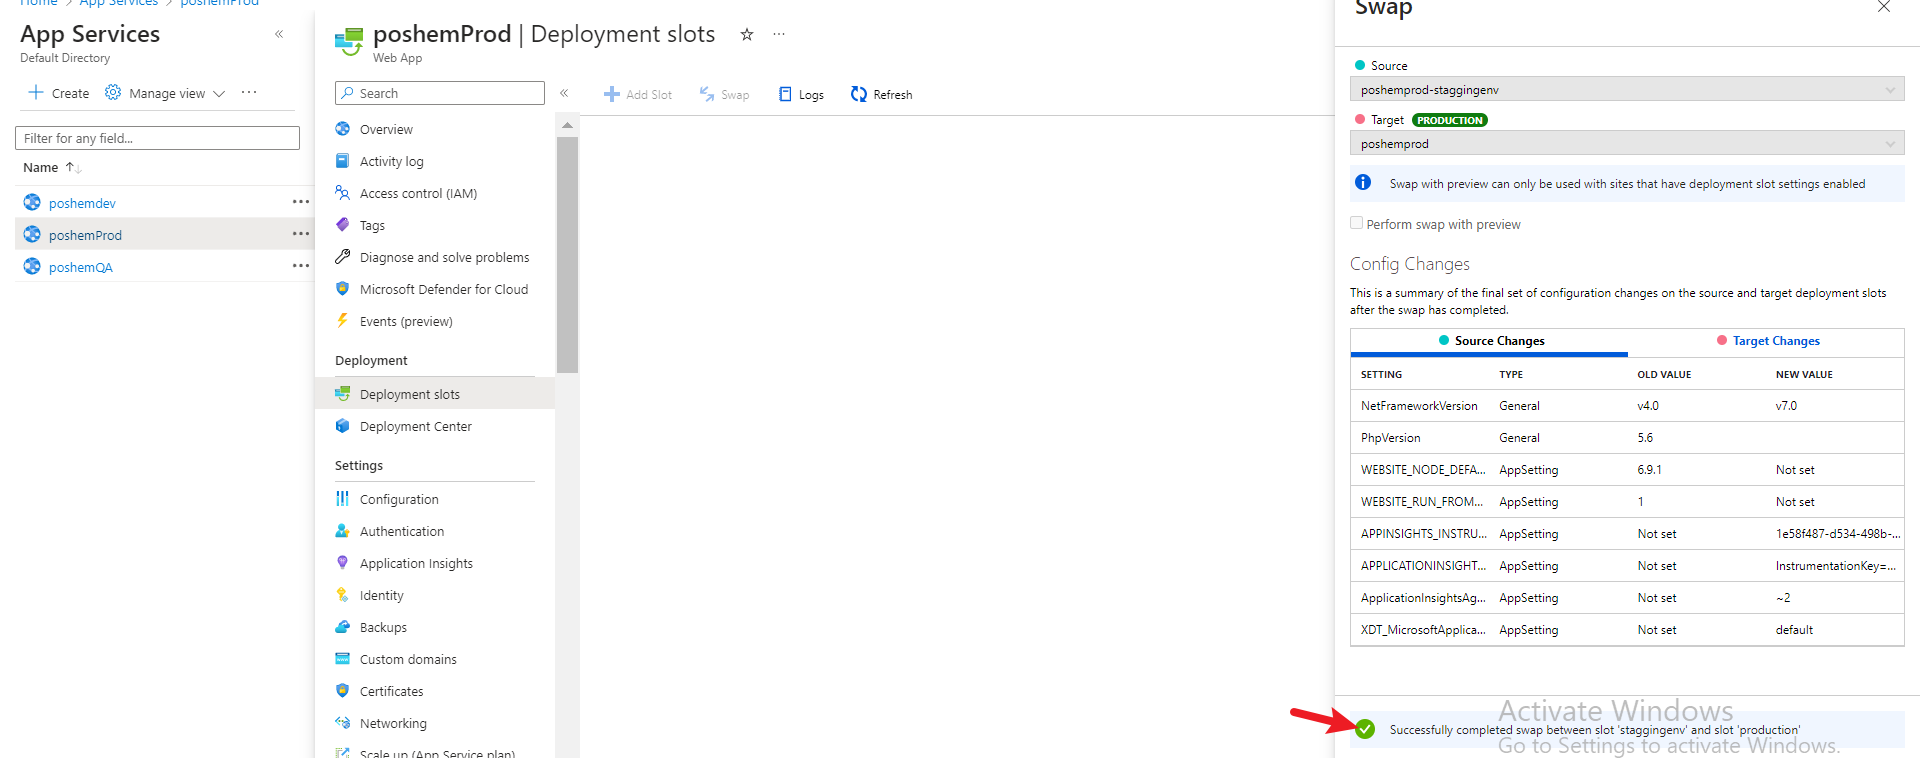 Home > App Services > poshemProd
App Services
Default Directory
«
Create
Manage view
···
Filter for any field...
Name ↑↓
poshemdev
···
poshemProd
···
poshemQA
···
poshemProd | Deployment slots
···
Web App
Search
«
Overview
Activity log
Access control (IAM)
Tags
Diagnose and solve problems
Microsoft Defender for Cloud
Events (preview)
Deployment
Deployment slots
Deployment Center
Settings
Configuration
Authentication
Application Insights
Identity
Backups
Custom domains
Certificates
Networking
Scale up (App Service plan)
Add Slot
Swap
Logs
Refresh
Swap
Source
poshemprod-staggingenv
Target PRODUCTION
poshemprod
Swap with preview can only be used with sites that have deployment slot settings enabled
Perform swap with preview
Config Changes
This is a summary of the final set of configuration changes on the source and target deployment slots
after the swap has completed.
Source Changes Target Changes
SETTING TYPE OLD VALUE NEW VALUE
NetFrameworkVersion General v4.0 v7.0
PhpVersion General 5.6
WEBSITE_NODE_DEFA... AppSetting 6.9.1 Not set
WEBSITE_RUN_FROM... AppSetting 1 Not set
APPINSIGHTS_INSTRU... AppSetting Not set 1e58f487-d534-498b-...
APPLICATIONINSIGHT... AppSetting Not set InstrumentationKey=...
ApplicationInsightsAg... AppSetting Not set ~2
XDT_MicrosoftApplica... AppSetting Not set default
Activate Windows
Successfully completed swap between slot 'staggingenv' and slot 'production'
Go to Settings to activate Windows.